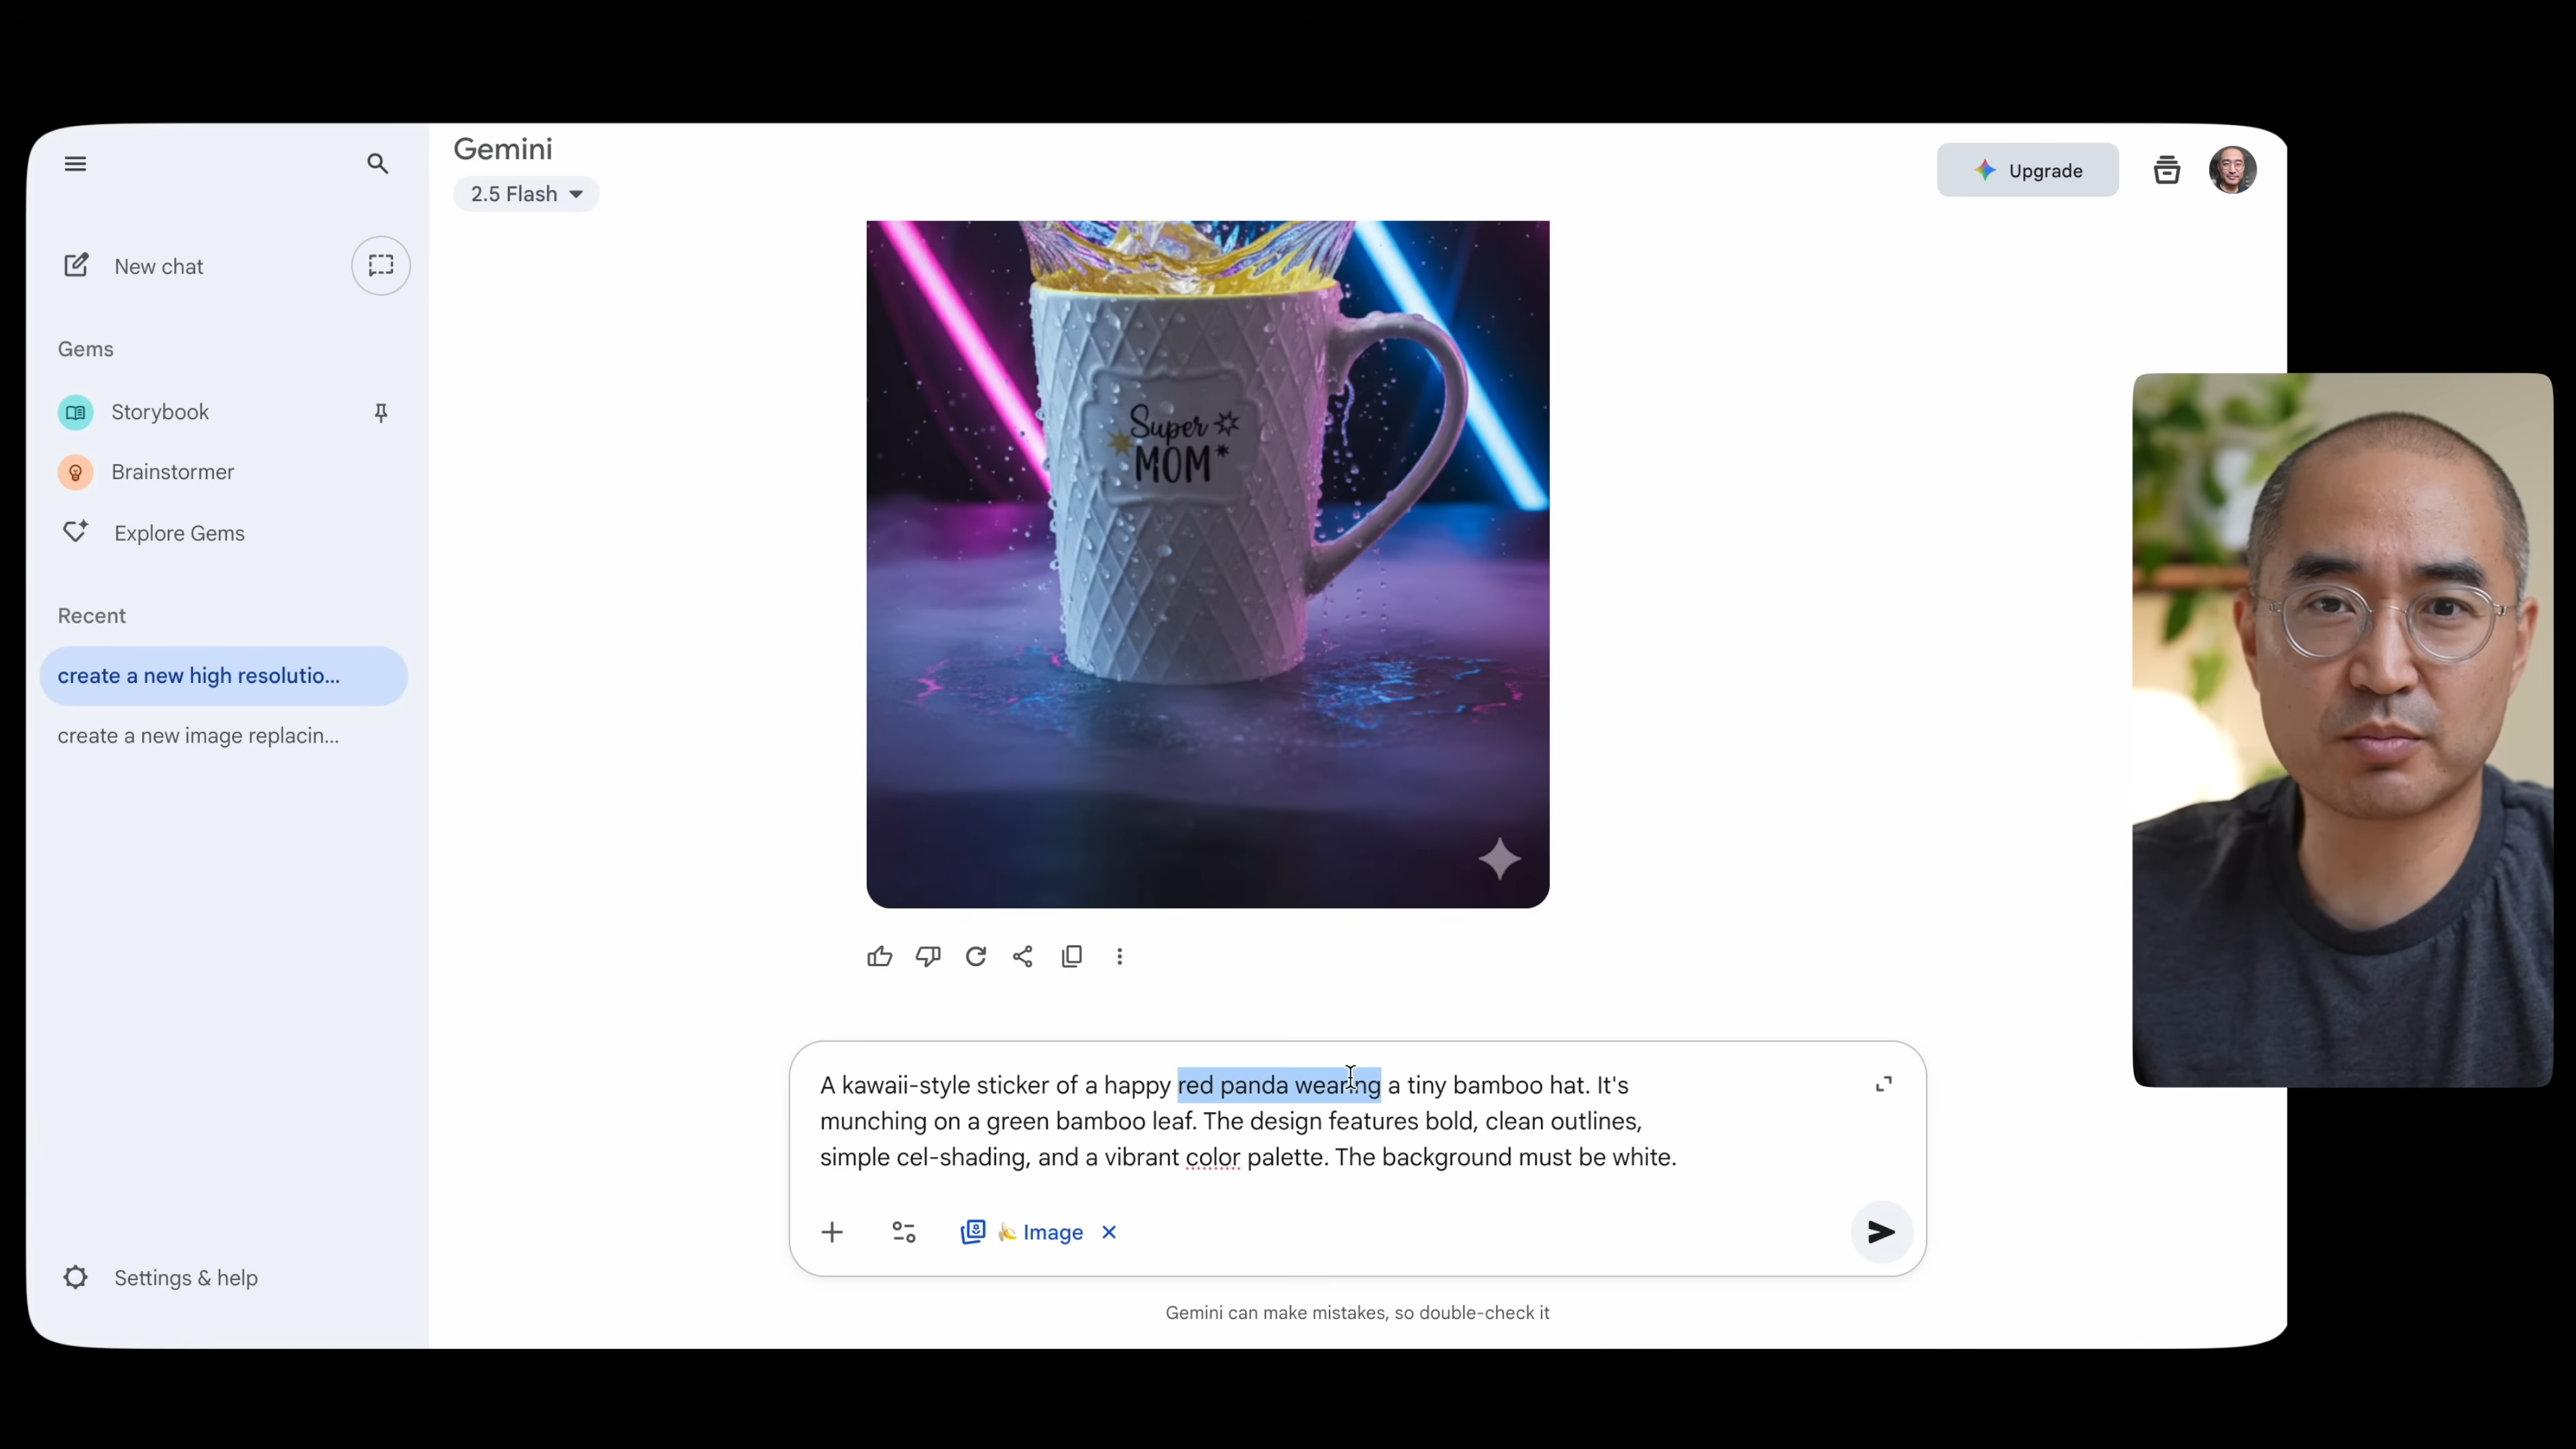 Gemini
2.5 Flash
Upgrade
New chat
Gems
Storybook
Brainstormer
Explore Gems
Recent
create a new high resolutio...
create a new image replacin...
Settings & help
Super
MOM
A kawaii-style sticker of a happy red panda wearing a tiny bamboo hat. It's
munching on a green bamboo leaf. The design features bold, clean outlines,
simple cel-shading, and a vibrant color palette. The background must be white.
Image
Gemini can make mistakes, so double-check it